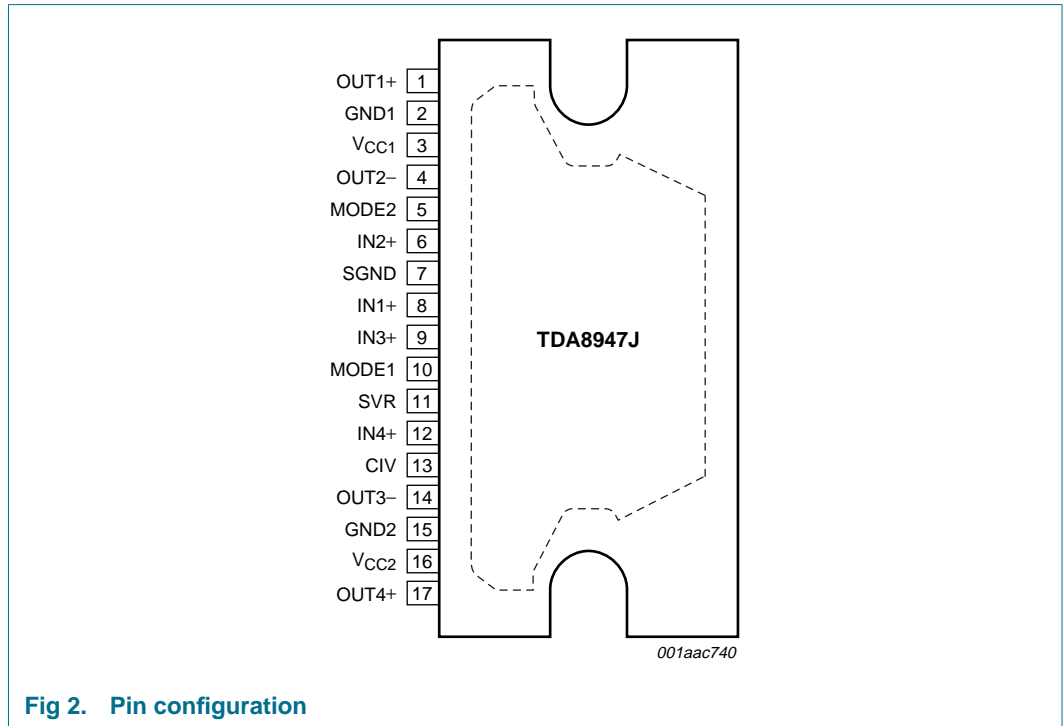 OUT1+ 1
GND1 2
VCC1 3
OUT2− 4
MODE2 5
IN2+ 6
SGND 7
IN1+ 8
IN3+ 9
TDA8947J
MODE1 10
SVR 11
IN4+ 12
CIV 13
OUT3− 14
GND2 15
VCC2 16
OUT4+ 17
001aac740
Fig 2. Pin configuration